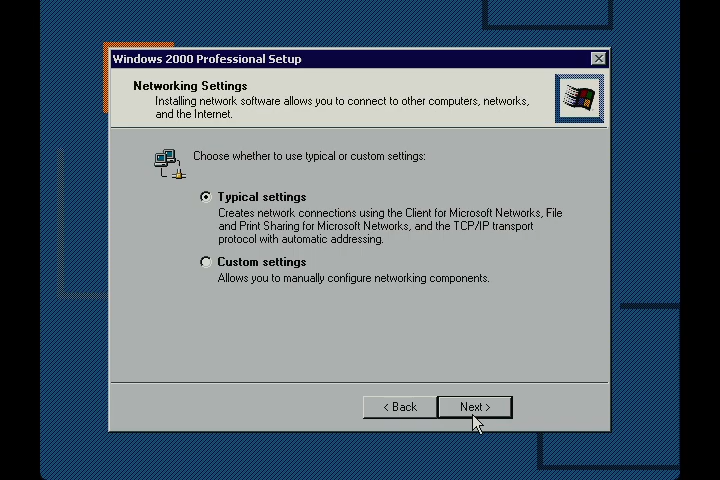 Windows 2000 Professional Setup
Networking Settings
Installing network software allows you to connect to other computers, networks,
and the Internet.
Choose whether to use typical or custom settings:
Typical settings
Creates network connections using the Client for Microsoft Networks, File
and Print Sharing for Microsoft Networks, and the TCP/IP transport
protocol with automatic addressing.
Custom settings
Allows you to manually configure networking components.
< Back
Next >